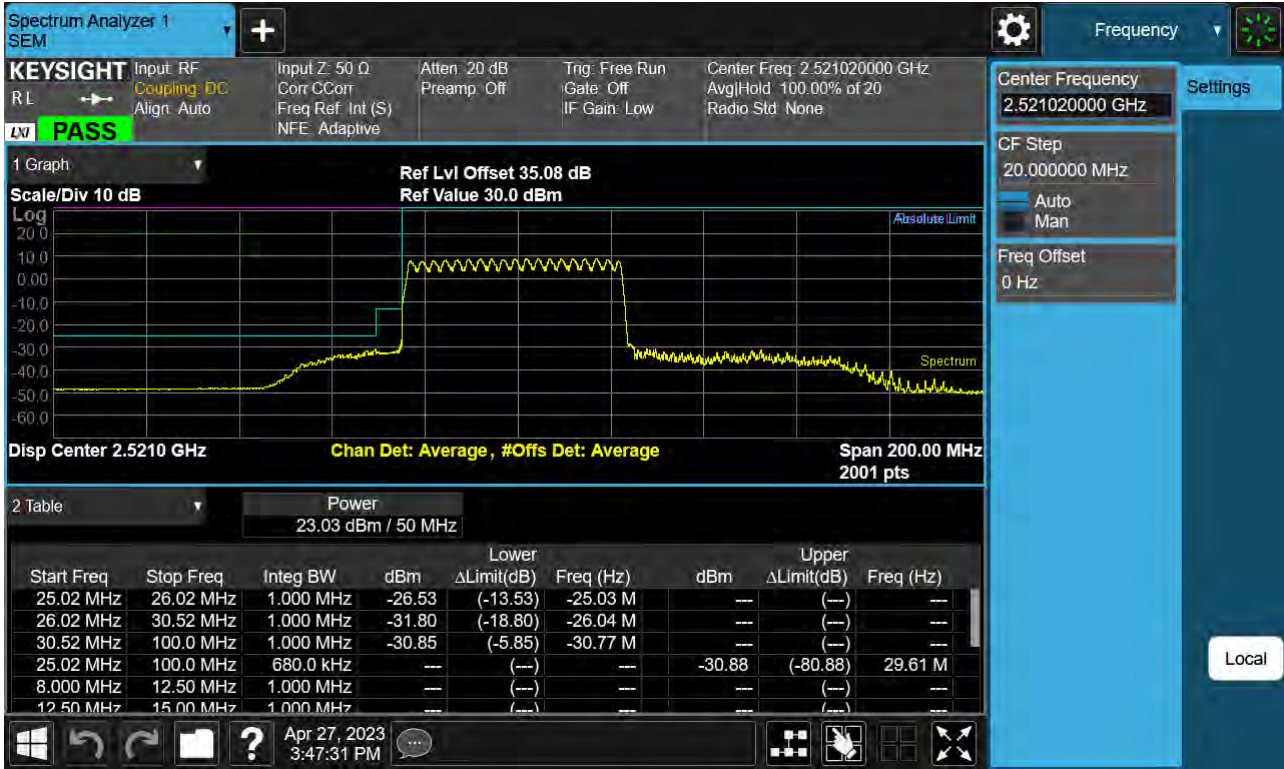 Spectrum Analyzer 1
SEM
+
Frequency
KEYSIGHT
R L
LXI
PASS
Input: RF
Coupling: DC
Align: Auto
Input Z: 50 Ω
Corr CCorr
Freq Ref: Int (S)
NFE: Adaptive
Atten: 20 dB
Preamp: Off
Trig: Free Run
Gate: Off
IF Gain: Low
Center Freq: 2.521020000 GHz
Avg|Hold: 100.00% of 20
Radio Std: None
Center Frequency
2.521020000 GHz
Settings
CF Step
20.000000 MHz
Auto
Man
Freq Offset
0 Hz
Local
1 Graph
Scale/Div 10 dB
Ref Lvl Offset 35.08 dB
Ref Value 30.0 dBm
Log
20.0
10.0
0.00
-10.0
-20.0
-30.0
-40.0
-50.0
-60.0
Limit
Spectrum
Disp Center 2.5210 GHz
Chan Det: Average, #Offs Det: Average
Span 200.00 MHz
2001 pts
2 Table
Power
23.03 dBm / 50 MHz
Lower Upper
Start Freq Stop Freq Integ BW dBm ΔLimit(dB) Freq (Hz) dBm ΔLimit(dB) Freq (Hz)
25.02 MHz 26.02 MHz 1.000 MHz -26.53 (-13.53) -25.03 M --- (---) ---
26.02 MHz 30.52 MHz 1.000 MHz -31.80 (-18.80) -26.04 M --- (---) ---
30.52 MHz 100.0 MHz 1.000 MHz -30.85 (-5.85) -30.77 M --- (---) ---
25.02 MHz 100.0 MHz 680.0 kHz --- (---) --- -30.88 (-80.88) 29.61 M
8.000 MHz 12.50 MHz 1.000 MHz --- (---) --- --- (---) ---
12.50 MHz 15.00 MHz 1.000 MHz --- (---) --- --- (---) ---
?
Apr 27, 2023
3:47:31 PM